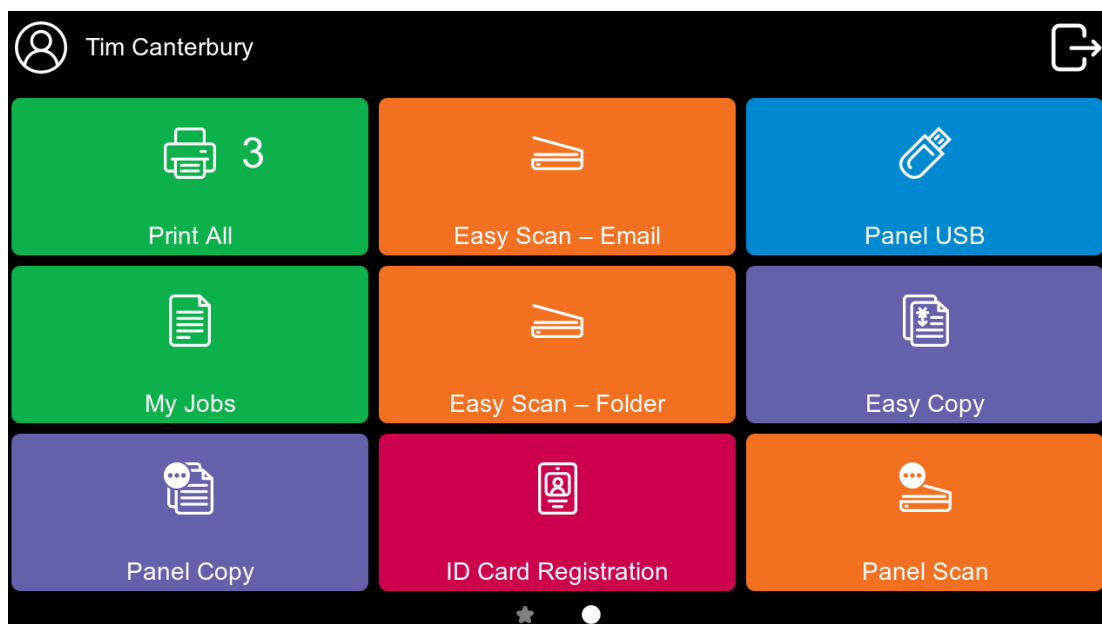 Tim Canterbury
3
Print All
Easy Scan – Email
Panel USB
My Jobs
Easy Scan – Folder
Easy Copy
Panel Copy
ID Card Registration
Panel Scan